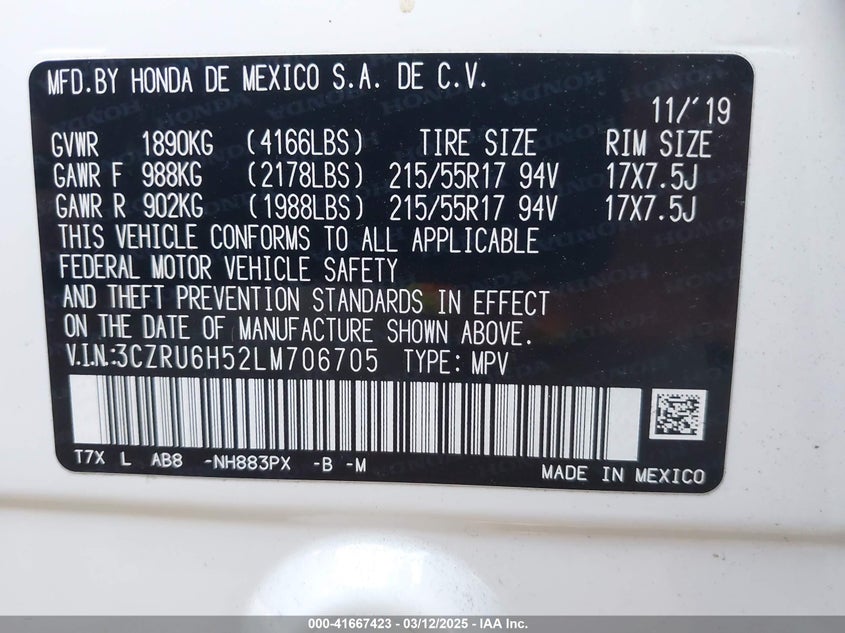 MFD.BY HONDA DE MEXICO S.A. DE C.V.
11/'19
GVWR 1890KG (4166LBS) TIRE SIZE RIM SIZE
GAWR F 988KG (2178LBS) 215/55R17 94V 17X7.5J
GAWR R 902KG (1988LBS) 215/55R17 94V 17X7.5J
THIS VEHICLE CONFORMS TO ALL APPLICABLE
FEDERAL MOTOR VEHICLE SAFETY
AND THEFT PREVENTION STANDARDS IN EFFECT
ON THE DATE OF MANUFACTURE SHOWN ABOVE.
V.I.N.:3CZRU6H52LM706705 TYPE: MPV
T7X L AB8 -NH883PX -B -M
MADE IN MEXICO
000-41667423 - 03/12/2025 - IAA Inc.